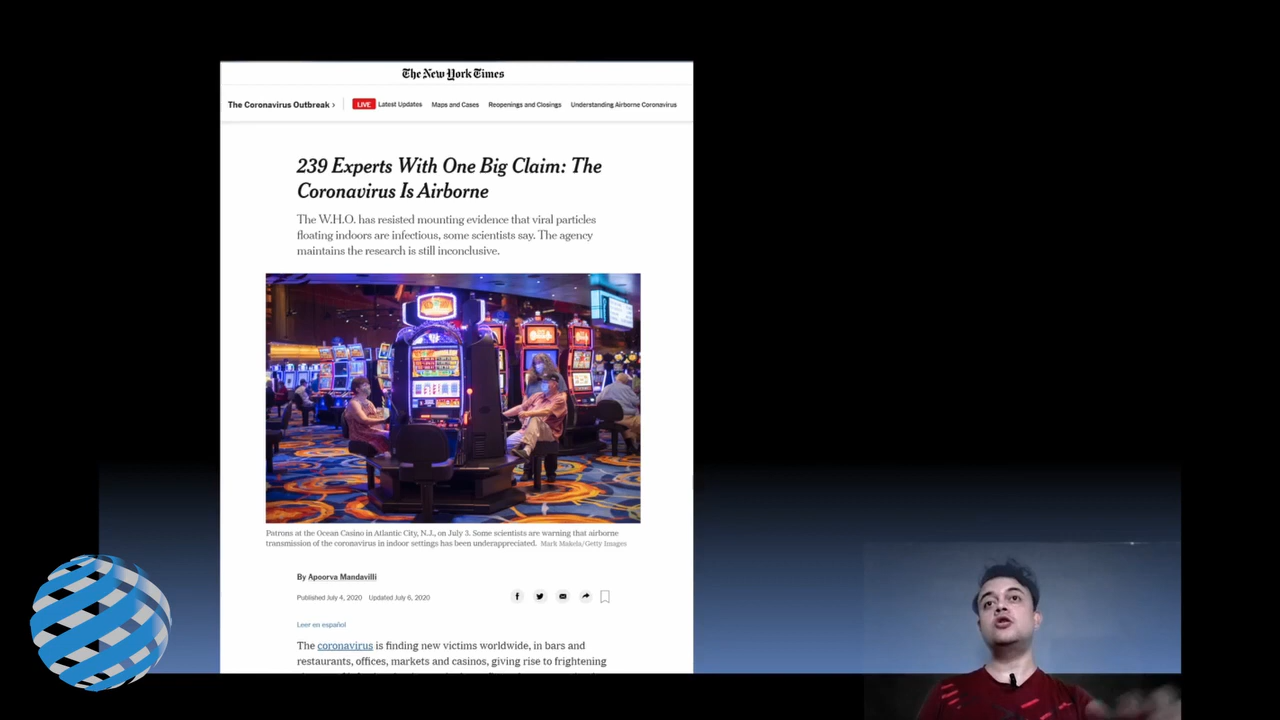 The New York Times
The Coronavirus Outbreak › LIVE Latest Updates Maps and Cases Reopenings and Closings Understanding Airborne Coronavirus
239 Experts With One Big Claim: The
Coronavirus Is Airborne
The W.H.O. has resisted mounting evidence that viral particles
floating indoors are infectious, some scientists say. The agency
maintains the research is still inconclusive.
Patrons at the Ocean Casino in Atlantic City, N.J., on July 3. Some scientists are warning that airborne
transmission of the coronavirus in indoor settings has been underappreciated. Mark Makela/Getty Images
By Apoorva Mandavilli
Published July 4, 2020 Updated July 6, 2020
Leer en español
The coronavirus is finding new victims worldwide, in bars and
restaurants, offices, markets and casinos, giving rise to frightening